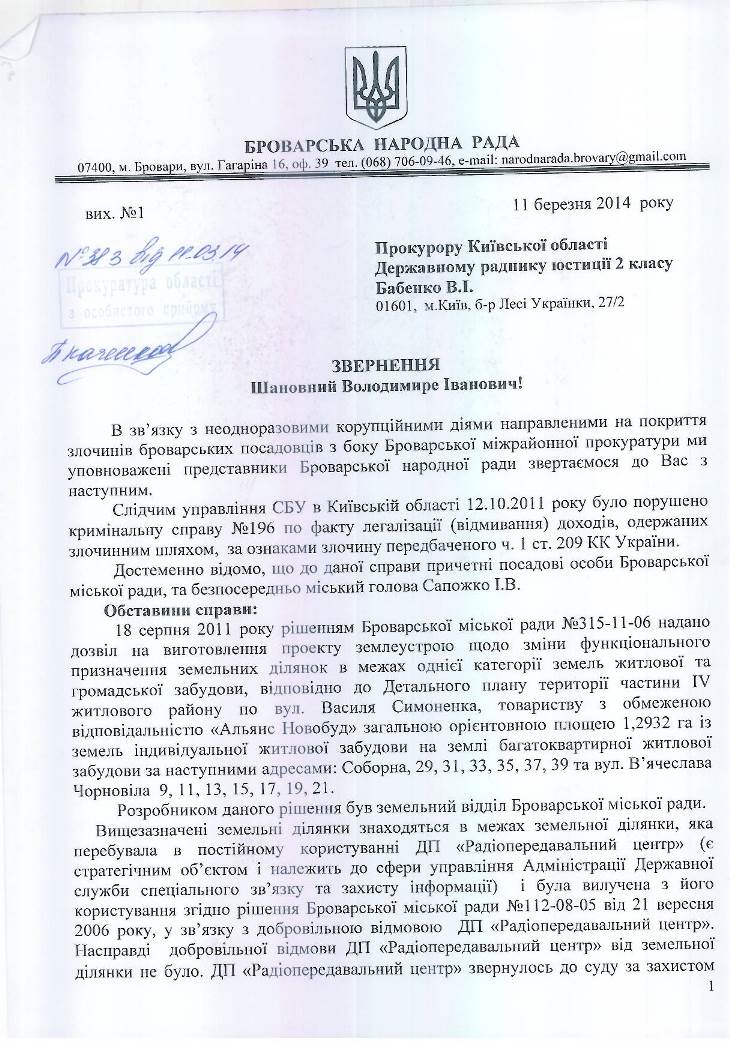 БРОВАРСЬКА НАРОДНА РАДА
07400, м. Бровари, вул. Гагаріна 16, оф. 39 тел. (068) 706-09-46, e-mail: narodnarada.brovary@gmail.com
вих. №1
11 березня 2014 року
№383 від 11.03.14
Прокуратура області
з особистого прийому
Прокурору Київської області
Державному раднику юстиції 2 класу
Бабенко В.І.
01601, м.Київ, б-р Лесі Українки, 27/2
ЗВЕРНЕННЯ
Шановний Володимире Іванович!
В зв’язку з неодноразовими корупційними діями направленими на покриття
злочинів броварських посадовців з боку Броварської міжрайонної прокуратури ми
уповноважені представники Броварської народної ради звертаємося до Вас з
наступним.
Слідчим управління СБУ в Київській області 12.10.2011 року було порушено
кримінальну справу №196 по факту легалізації (відмивання) доходів, одержаних
злочинним шляхом, за ознаками злочину передбаченого ч. 1 ст. 209 КК України.
Достеменно відомо, що до даної справи причетні посадові особи Броварської
міської ради, та безпосередньо міський голова Сапожко І.В.
Обставини справи:
18 серпня 2011 року рішенням Броварської міської ради №315-11-06 надано
дозвіл на виготовлення проекту землеустрою щодо зміни функціонального
призначення земельних ділянок в межах однієї категорії земель житлової та
громадської забудови, відповідно до Детального плану території частини IV
житлового району по вул. Василя Симоненка, товариству з обмеженою
відповідальністю «Альянс Новобуд» загальною орієнтовною площею 1,2932 га із
земель індивідуальної житлової забудови на землі багатоквартирної житлової
забудови за наступними адресами: Соборна, 29, 31, 33, 35, 37, 39 та вул. В’ячеслава
Чорновіла 9, 11, 13, 15, 17, 19, 21.
Розробником даного рішення був земельний відділ Броварської міської ради.
Вищезазначені земельні ділянки знаходяться в межах земельної ділянки, яка
перебувала в постійному користуванні ДП «Радіопередавальний центр» (є
стратегічним об’єктом і належить до сфери управління Адміністрації Державної
служби спеціального зв’язку та захисту інформації) і була вилучена з його
користування згідно рішення Броварської міської ради №112-08-05 від 21 вересня
2006 року, у зв’язку з добровільною відмовою ДП «Радіопередавальний центр».
Насправді добровільної відмови ДП «Радіопередавальний центр» від земельної
ділянки не було. ДП «Радіопередавальний центр» звернулось до суду за захистом
1